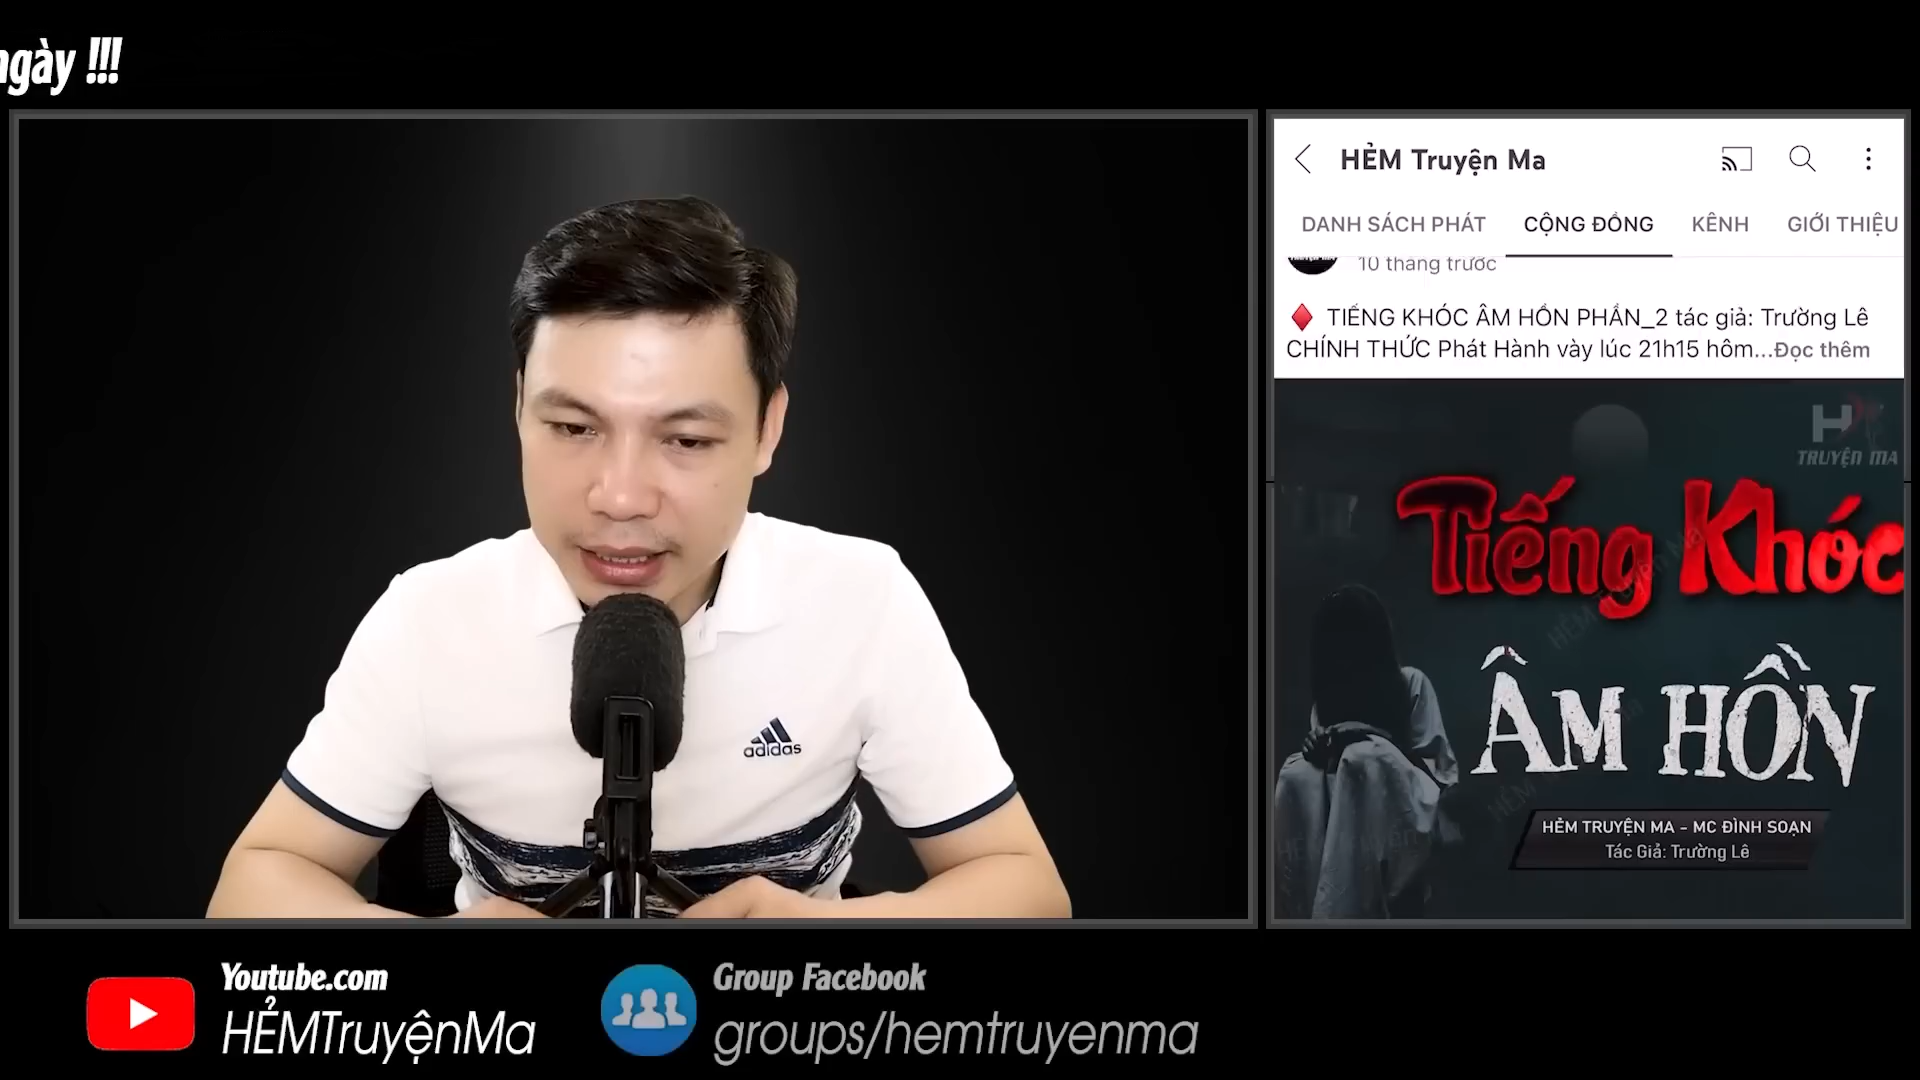 ngày !!!
HẺM Truyện Ma
DANH SÁCH PHÁT CỘNG ĐỒNG KÊNH GIỚI THIỆU
10 tháng trước
TIẾNG KHÓC ÂM HỒN PHẦN_2 tác giả: Trường Lê
CHÍNH THỨC Phát Hành vày lúc 21h15 hôm...Đọc thêm
TRUYỆN MA
Tiếng Khóc
ÂM HỒN
HẺM TRUYỆN MA - MC ĐÌNH SOẠN
Tác Giả: Trường Lê
adidas
Youtube.com
HẺMTruyệnMa
Group Facebook
groups/hemtruyenma